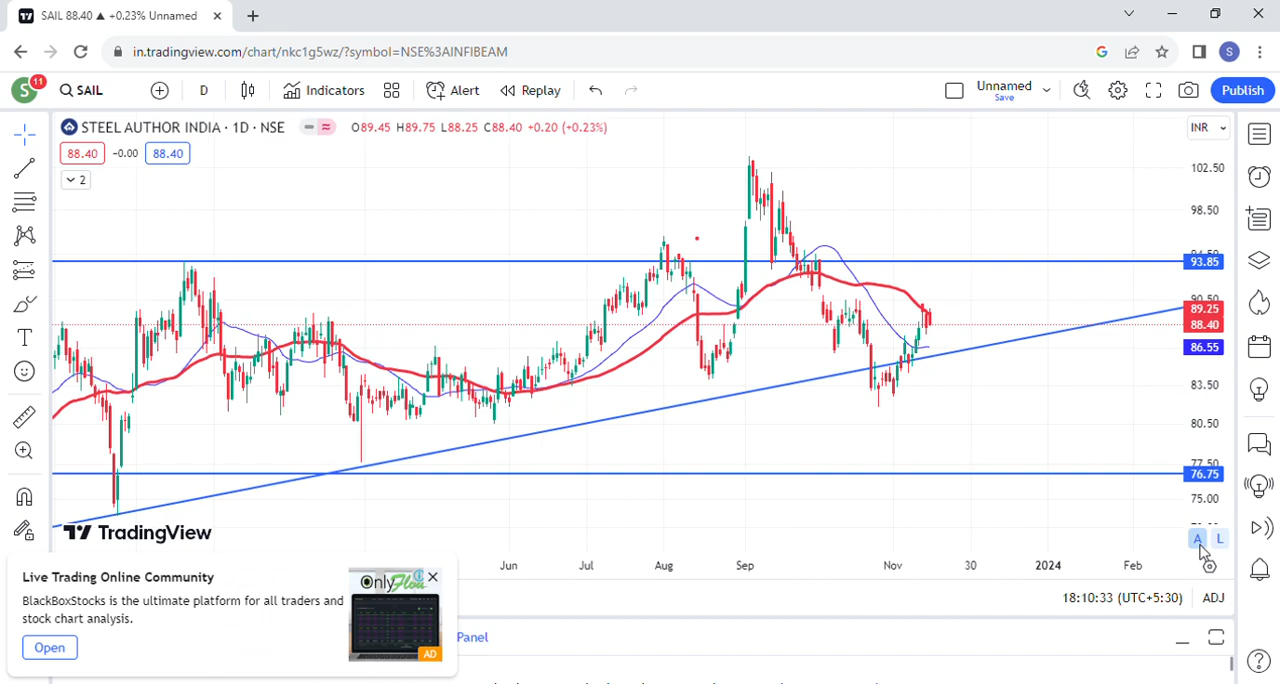 SAIL 88.40 ▲ +0.23% Unnamed
in.tradingview.com/chart/nkc1g5wz/?symbol=NSE%3AINFIBEAM
S
S 11
SAIL
D
Indicators
Alert
Replay
Unnamed
Save
Publish
STEEL AUTHOR INDIA · 1D · NSE
O89.45 H89.75 L88.25 C88.40 +0.20 (+0.23%)
INR
88.40 −0.00 88.40
2
102.50
98.50
93.85
90.50
89.25
88.40
86.55
83.50
80.50
77.50
76.75
75.00
TradingView
A L
Jun Jul Aug Sep Nov 30 2024 Feb
18:10:33 (UTC+5:30) ADJ
Live Trading Online Community
BlackBoxStocks is the ultimate platform for all traders and
stock chart analysis.
Open
OnlyFlow
AD
Panel